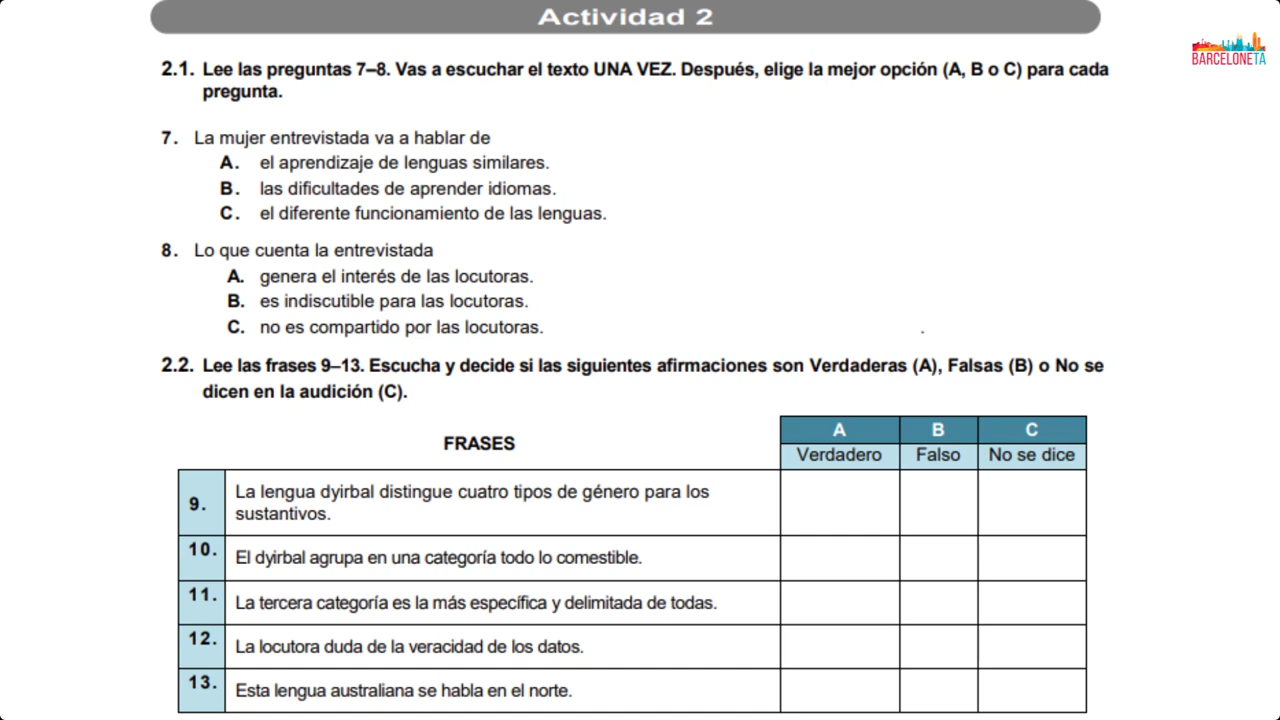 Actividad 2
BARCELONETA
2.1. Lee las preguntas 7–8. Vas a escuchar el texto UNA VEZ. Después, elige la mejor opción (A, B o C) para cada
pregunta.
7. La mujer entrevistada va a hablar de
A. el aprendizaje de lenguas similares.
B. las dificultades de aprender idiomas.
C. el diferente funcionamiento de las lenguas.
8. Lo que cuenta la entrevistada
A. genera el interés de las locutoras.
B. es indiscutible para las locutoras.
C. no es compartido por las locutoras.
2.2. Lee las frases 9–13. Escucha y decide si las siguientes afirmaciones son Verdaderas (A), Falsas (B) o No se
dicen en la audición (C).
FRASES
A B C
Verdadero Falso No se dice
9. La lengua dyirbal distingue cuatro tipos de género para los
sustantivos.
10. El dyirbal agrupa en una categoría todo lo comestible.
11. La tercera categoría es la más específica y delimitada de todas.
12. La locutora duda de la veracidad de los datos.
13. Esta lengua australiana se habla en el norte.